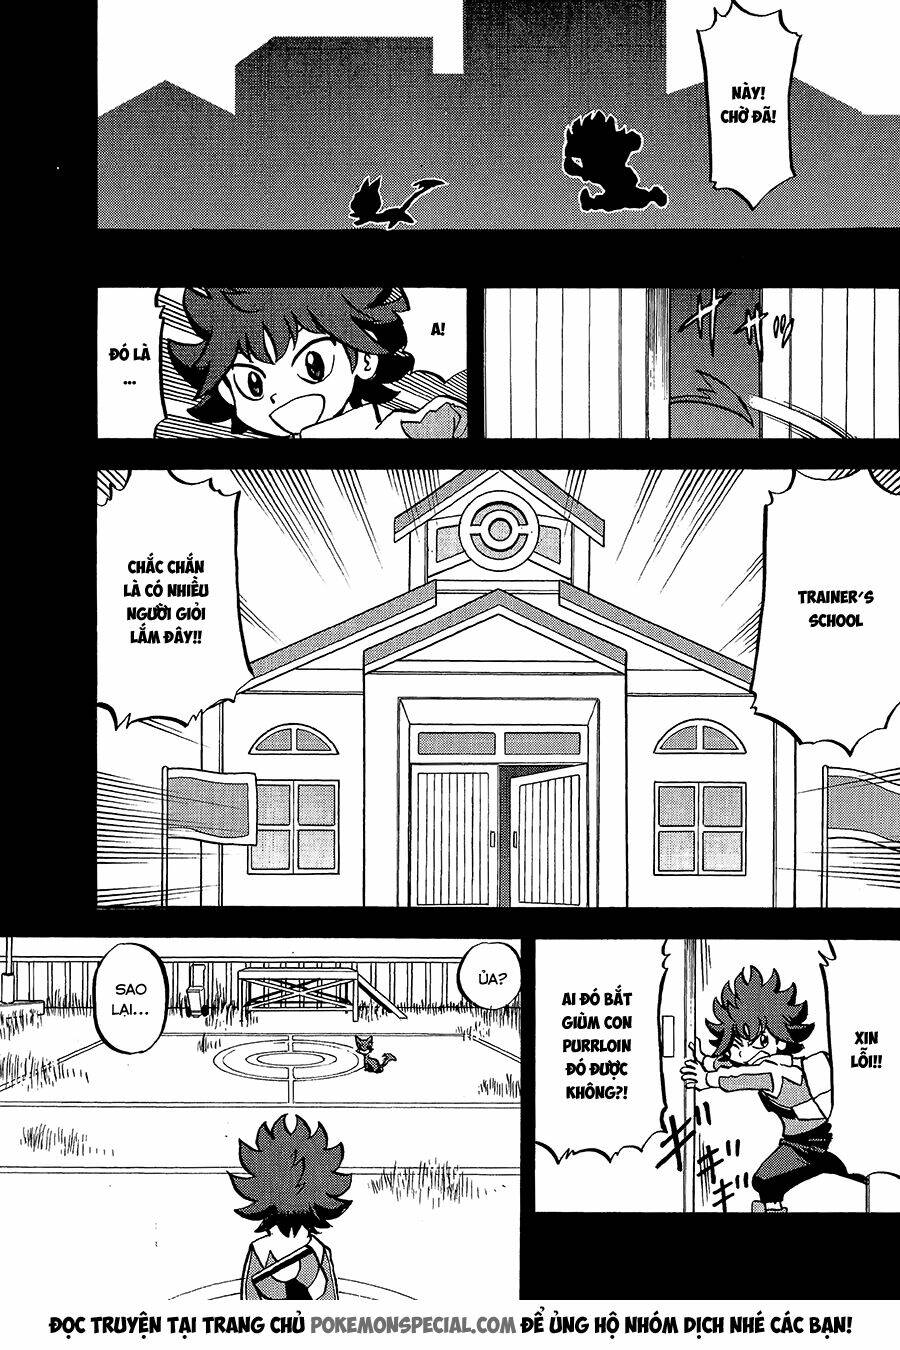 NÀY!
CHỜ ĐÃ!
A!
ĐÓ LÀ
...
TRAINER'S
SCHOOL
CHẮC CHẮN
LÀ CÓ NHIỀU
NGƯỜI GIỎI
LẮM ĐÂY!!
XIN
LỖI!!
AI ĐÓ BẮT
GIÙM CON
PURRLOIN
ĐÓ ĐƯỢC
KHÔNG?!
ỦA?
SAO
LẠI...
ĐỌC TRUYỆN TẠI TRANG CHỦ POKEMONSPECIAL.COM ĐỂ ỦNG HỘ NHÓM DỊCH NHÉ CÁC BẠN!